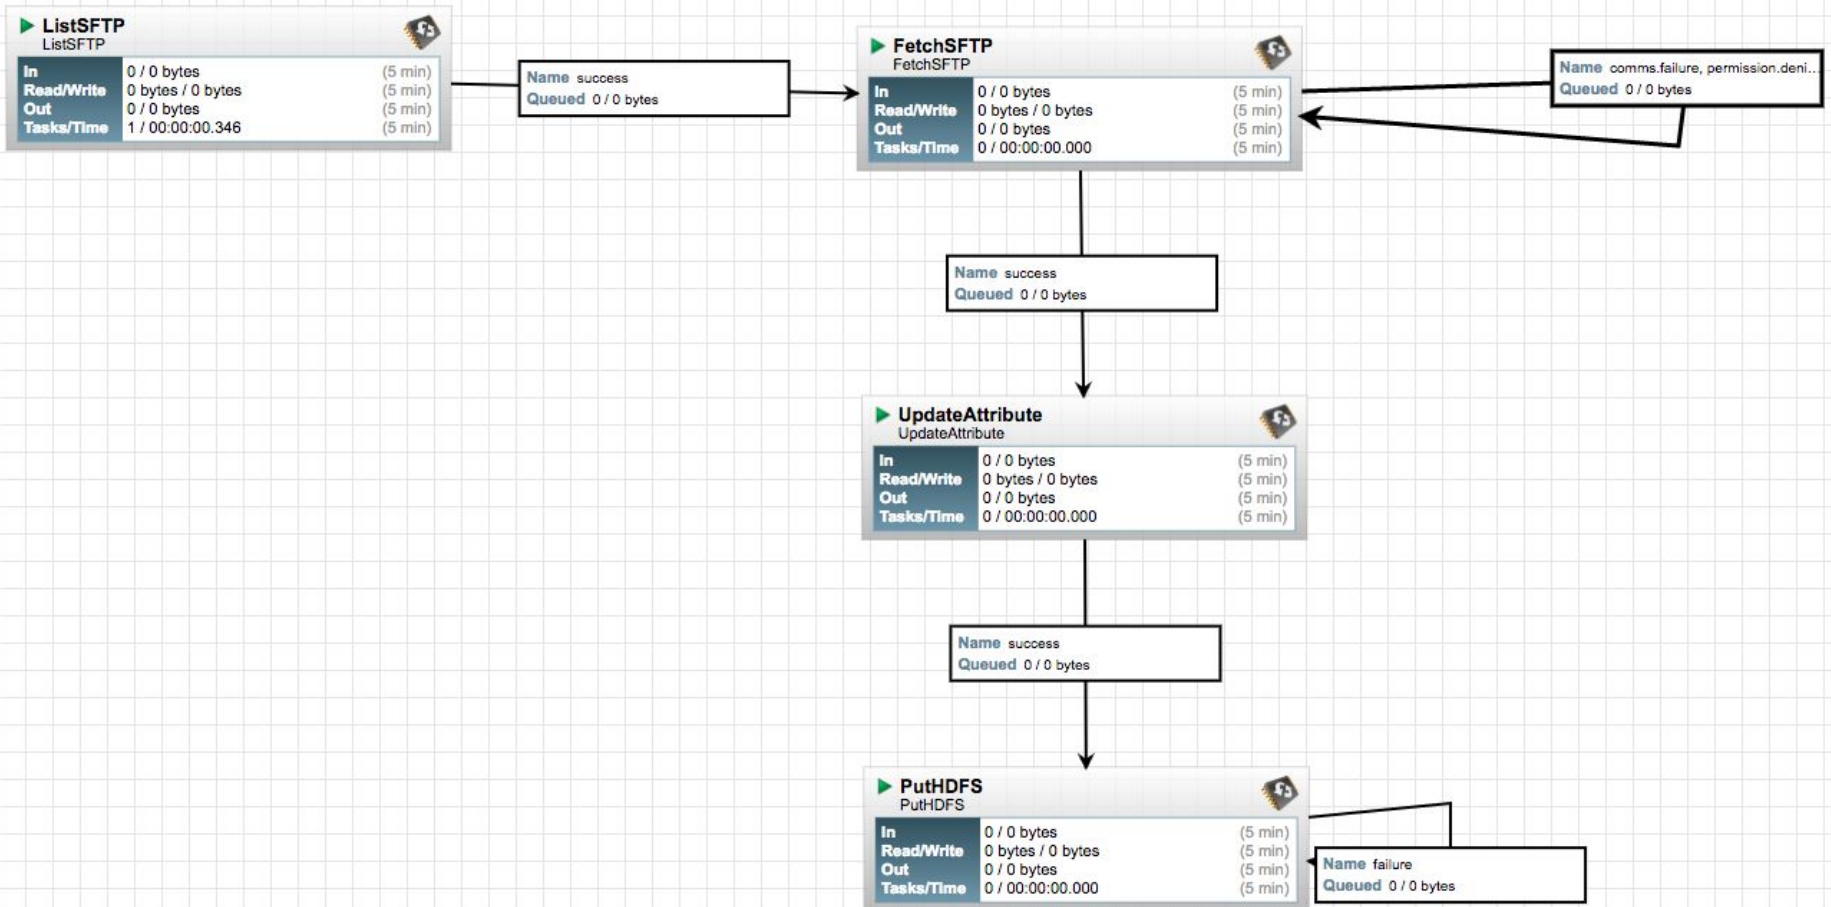 ListSFTP
ListSFTP
In 0 / 0 bytes (5 min)
Read/Write 0 bytes / 0 bytes (5 min)
Out 0 / 0 bytes (5 min)
Tasks/Time 1 / 00:00:00.346 (5 min)
Name success
Queued 0 / 0 bytes
FetchSFTP
FetchSFTP
In 0 / 0 bytes (5 min)
Read/Write 0 bytes / 0 bytes (5 min)
Out 0 / 0 bytes (5 min)
Tasks/Time 0 / 00:00:00.000 (5 min)
Name comms.failure, permission.deni...
Queued 0 / 0 bytes
Name success
Queued 0 / 0 bytes
UpdateAttribute
UpdateAttribute
In 0 / 0 bytes (5 min)
Read/Write 0 bytes / 0 bytes (5 min)
Out 0 / 0 bytes (5 min)
Tasks/Time 0 / 00:00:00.000 (5 min)
Name success
Queued 0 / 0 bytes
PutHDFS
PutHDFS
In 0 / 0 bytes (5 min)
Read/Write 0 bytes / 0 bytes (5 min)
Out 0 / 0 bytes (5 min)
Tasks/Time 0 / 00:00:00.000 (5 min)
Name failure
Queued 0 / 0 bytes